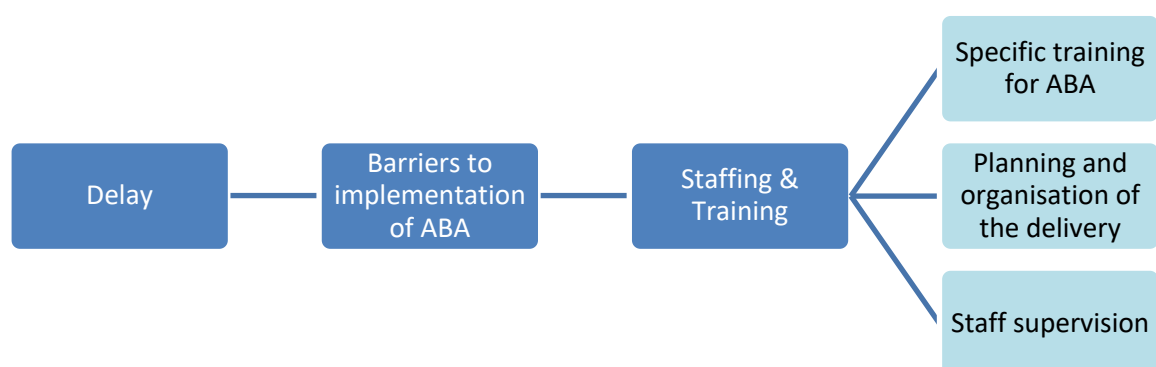 Delay
Barriers to
implementation
of ABA
Staffing &
Training
Specific training
for ABA
Planning and
organisation of
the delivery
Staff supervision